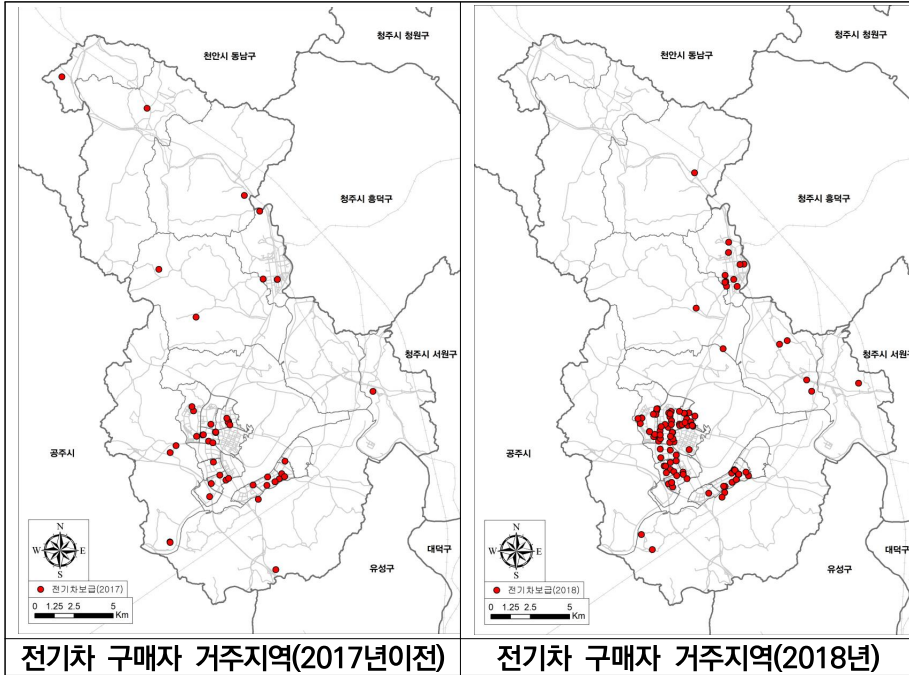 청주시 청원구
천안시 동남구
청주시 흥덕구
청주시 서원구
공주시
대덕구
유성구
N
W E
S
전기차보급(2017)
0 1.25 2.5 5
Km
전기차 구매자 거주지역(2017년이전)
청주시 청원구
천안시 동남구
청주시 흥덕구
청주시 서원구
공주시
대덕구
유성구
N
W E
S
전기차보급(2018)
0 1.25 2.5 5
Km
전기차 구매자 거주지역(2018년)